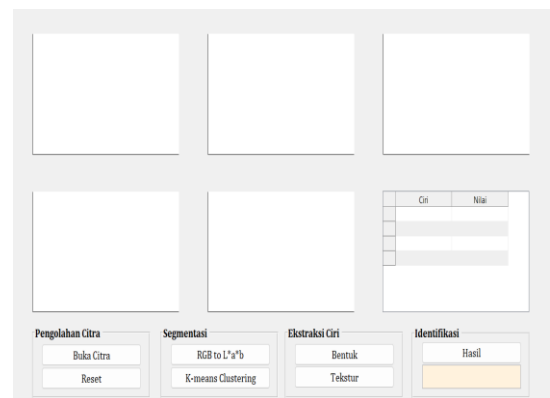 Ciri Nilai
Pengolahan Citra
Buka Citra
Reset
Segmentasi
RGB to L*a*b
K-means Clustering
Ekstraksi Ciri
Bentuk
Tekstur
Identifikasi
Hasil